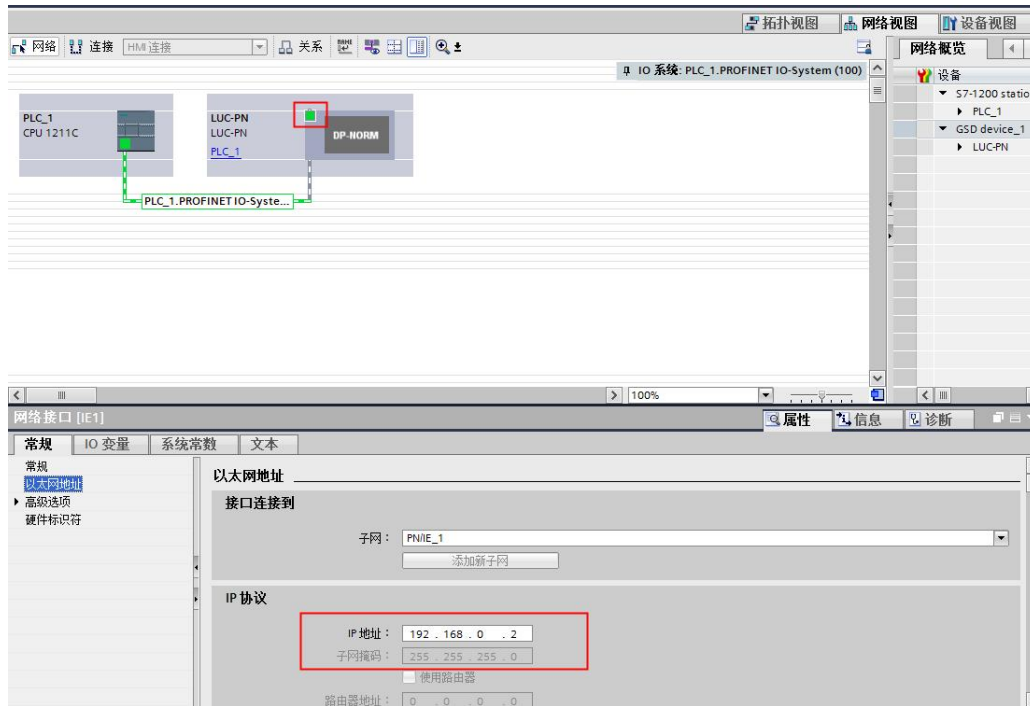 拓扑视图 网络视图 设备视图
网络 连接 HMI连接 关系 网络概览
IO 系统: PLC_1.PROFINET IO-System (100)
设备
S7-1200 statio
PLC_1
GSD device_1
LUC-PN
PLC_1
CPU 1211C
LUC-PN
LUC-PN
PLC_1
DP-NORM
PLC_1.PROFINET IO-Syste...
100%
网络接口 [IE1] 属性 信息 诊断
常规 IO 变量 系统常数 文本
常规
以太网地址
高级选项
硬件标识符
以太网地址
接口连接到
子网： PN/IE_1
添加新子网
IP 协议
IP 地址： 192 . 168 . 0 . 2
子网掩码： 255 . 255 . 255 . 0
使用路由器
路由器地址： 0 . 0 . 0 . 0